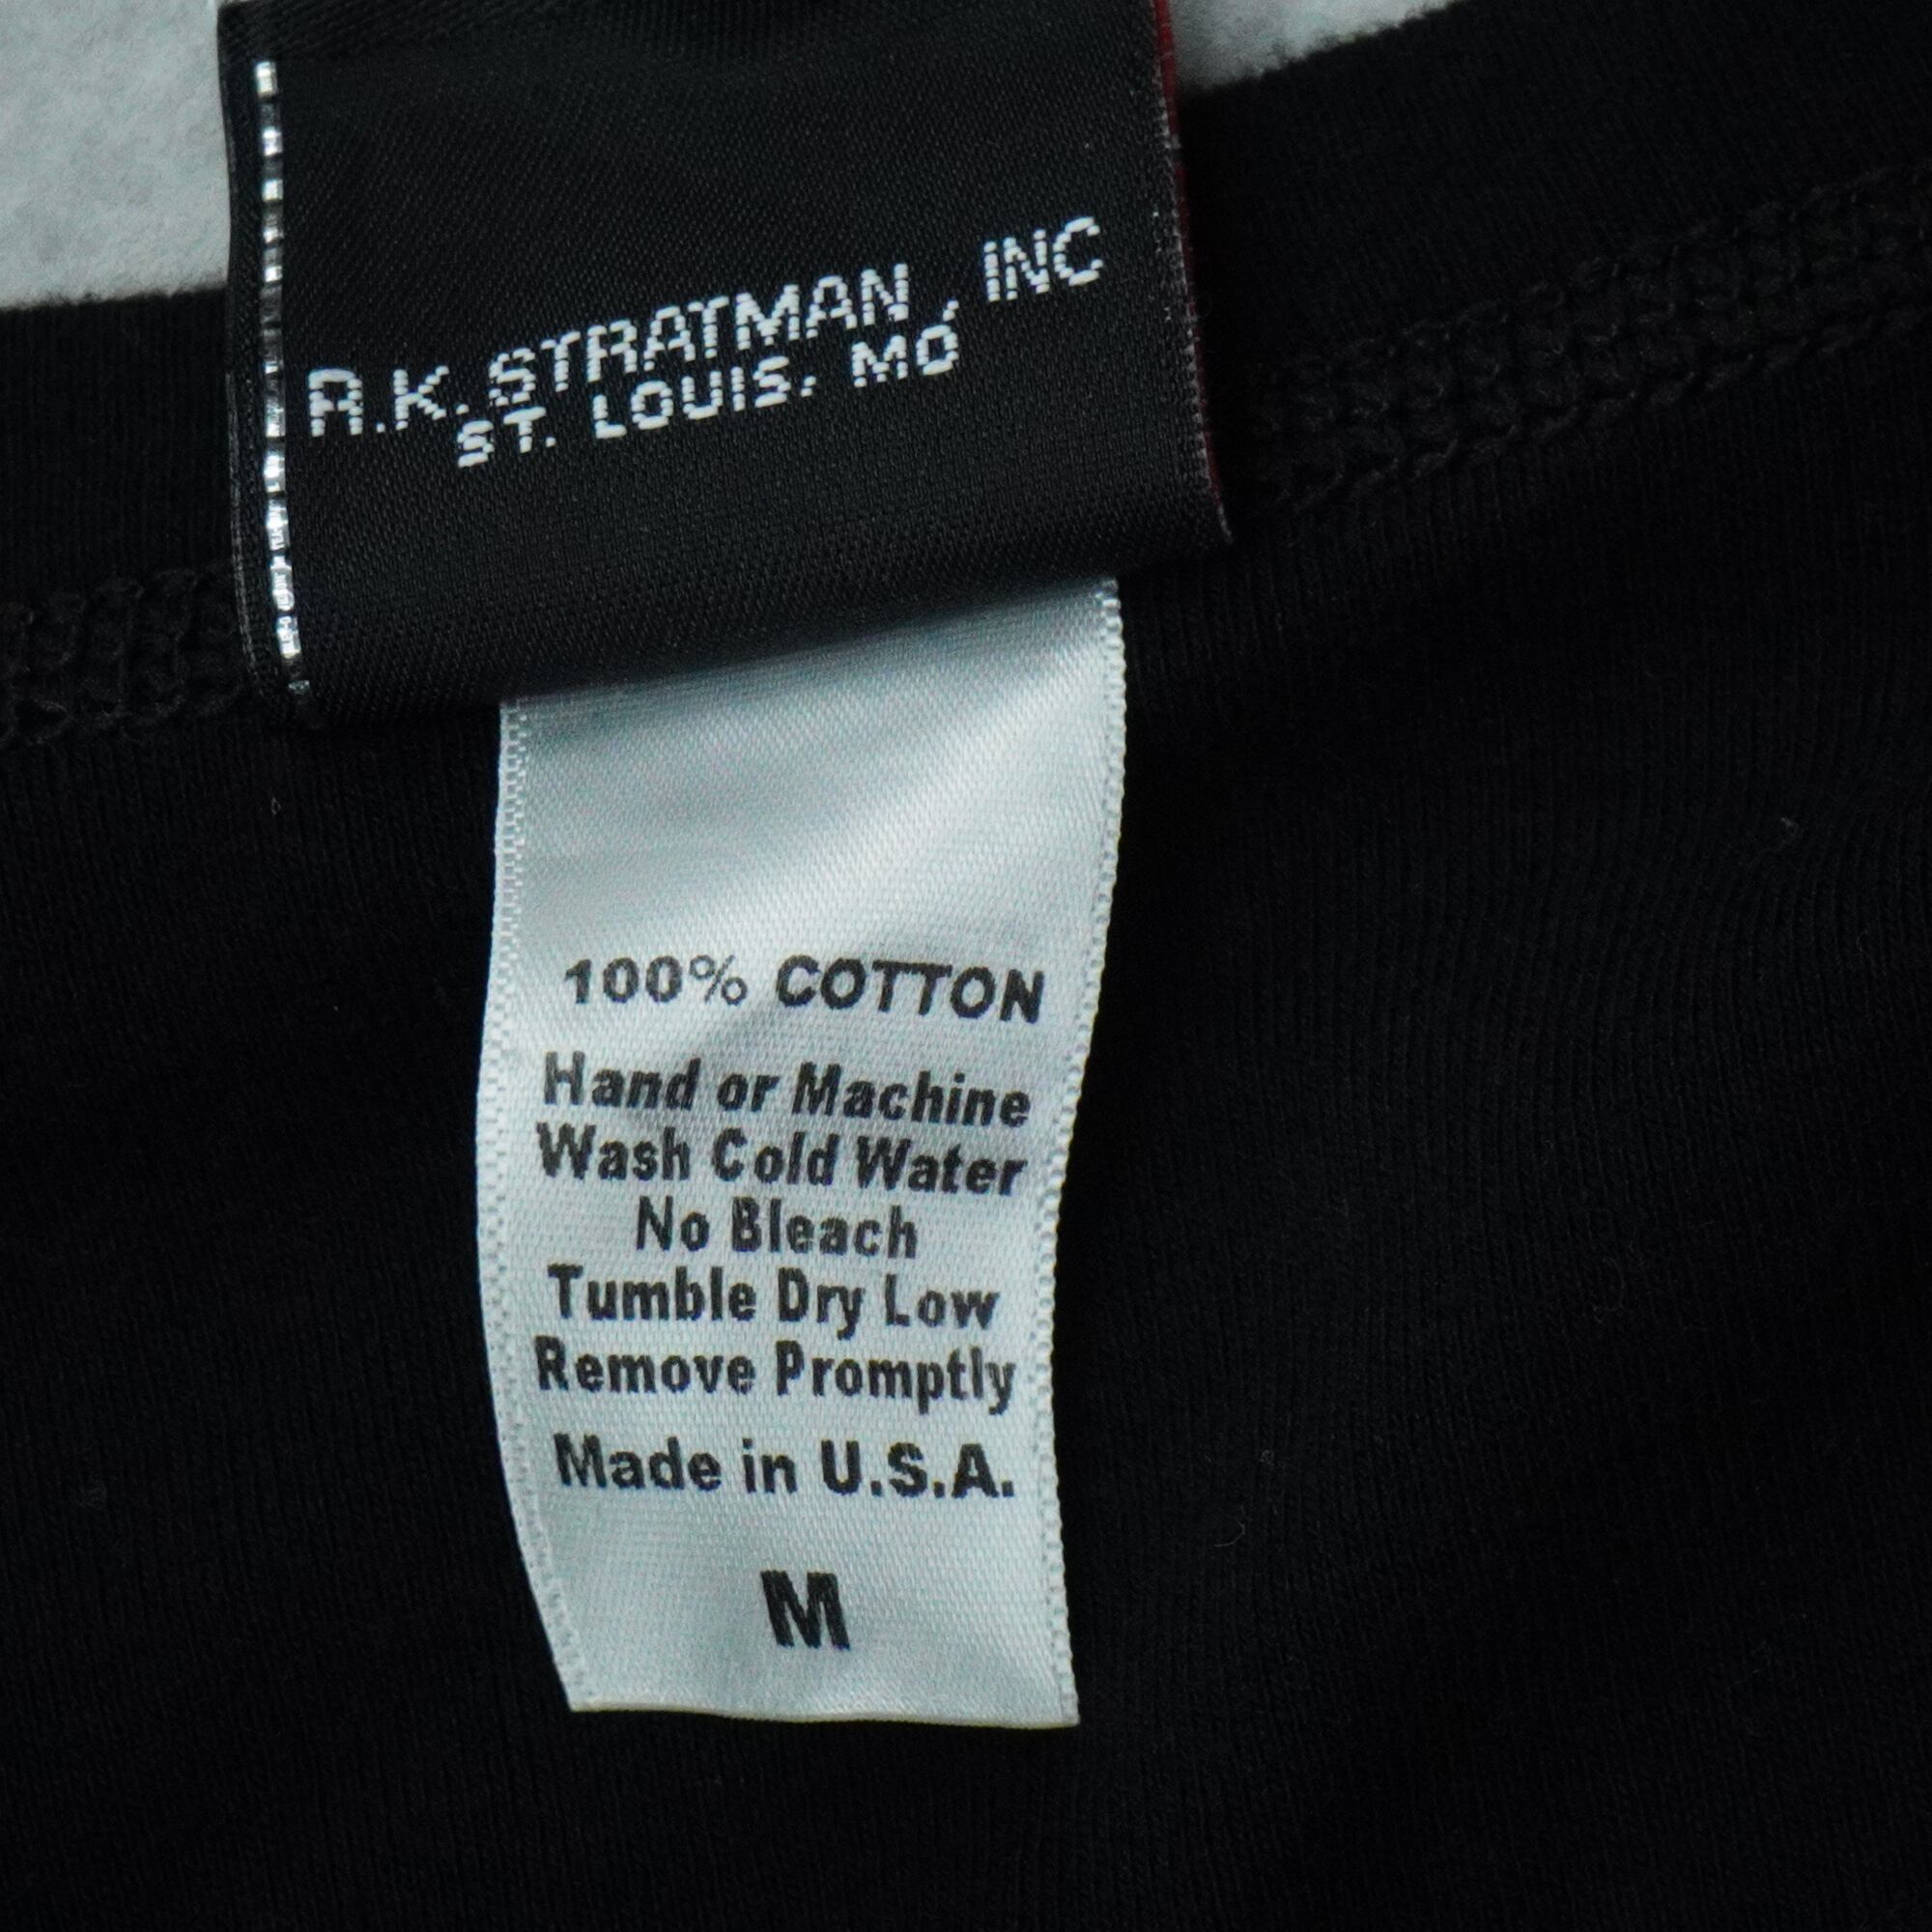 R.K. STRATMAN, INC
ST. LOUIS, MO
100% COTTON
Hand or Machine
Wash Cold Water
No Bleach
Tumble Dry Low
Remove Promptly
Made in U.S.A.
M